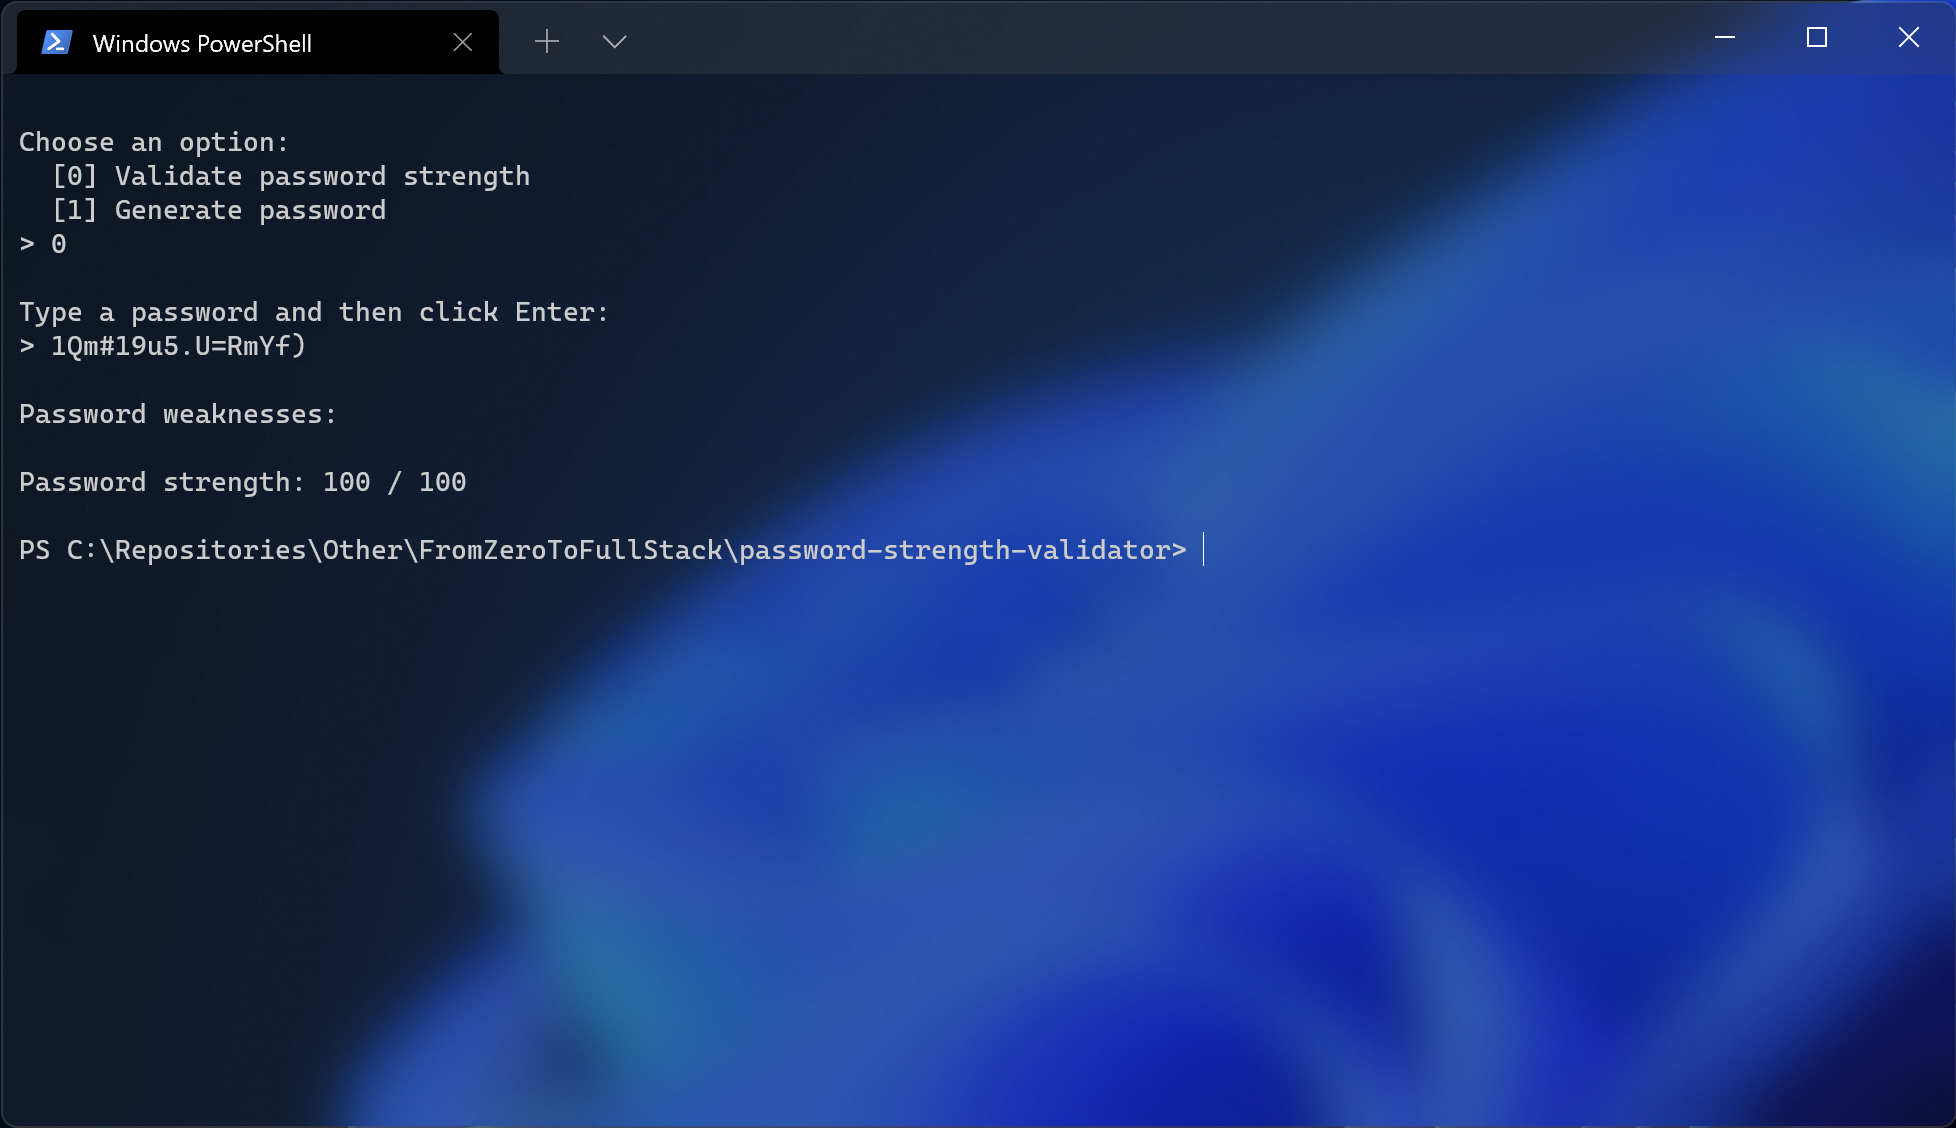 Windows PowerShell
Choose an option:
[0] Validate password strength
[1] Generate password
> 0
Type a password and then click Enter:
> 1Qm#19u5.U=RmYf)
Password weaknesses:
Password strength: 100 / 100
PS C:\Repositories\Other\FromZeroToFullStack\password-strength-validator>